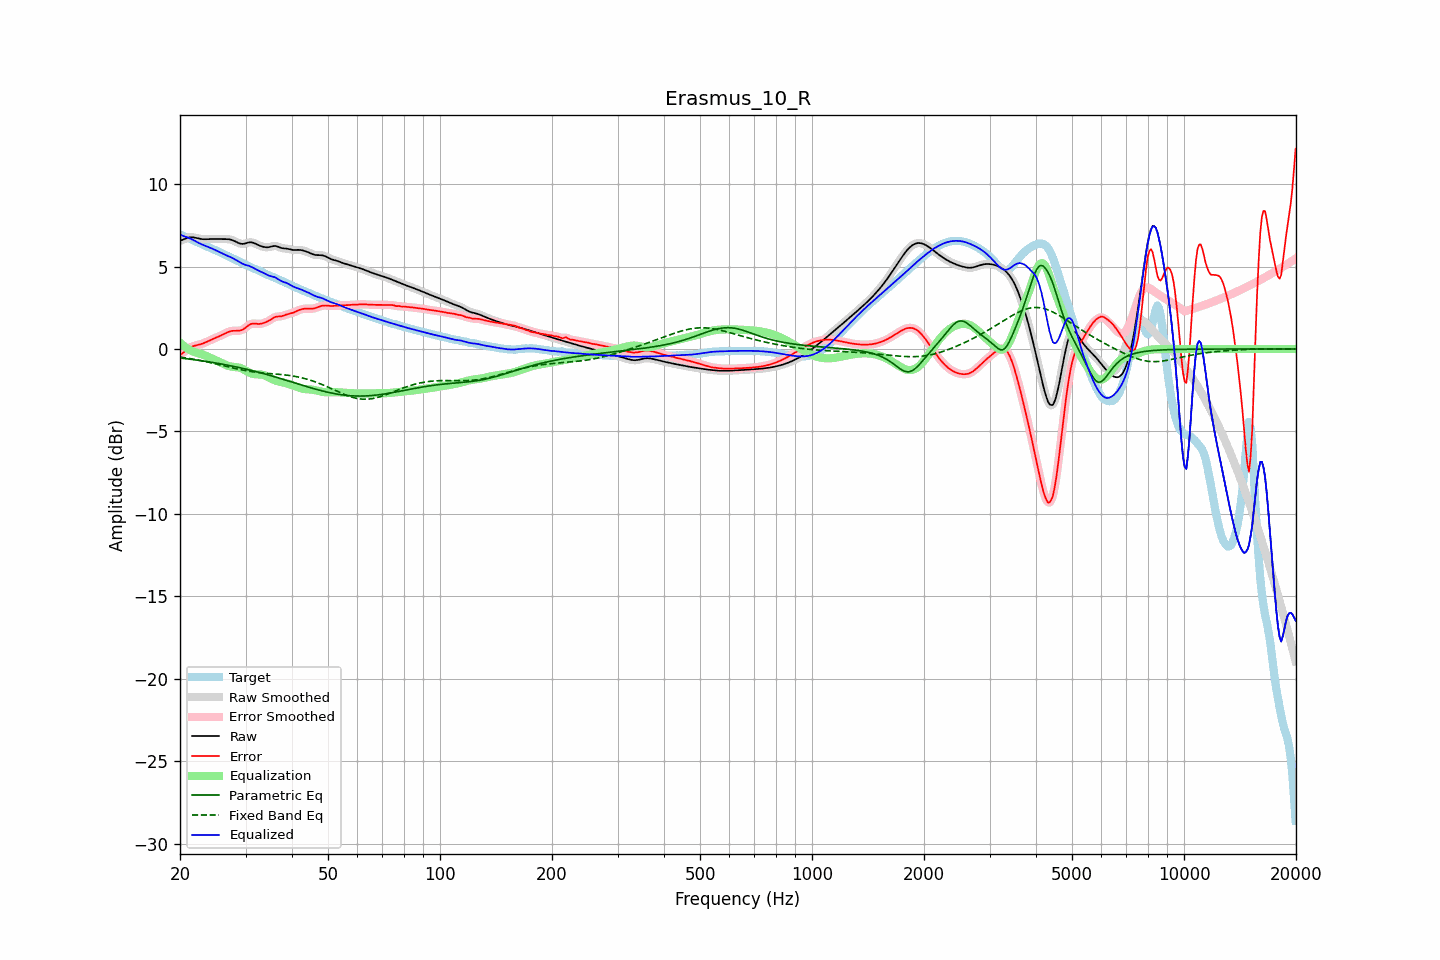 Erasmus_10_R
Amplitude (dBr)
10
5
0
−5
−10
−15
−20
−25
−30
Target
Raw Smoothed
Error Smoothed
Raw
Error
Equalization
Parametric Eq
Fixed Band Eq
Equalized
20 50 100 200 500 1000 2000 5000 10000 20000
Frequency (Hz)